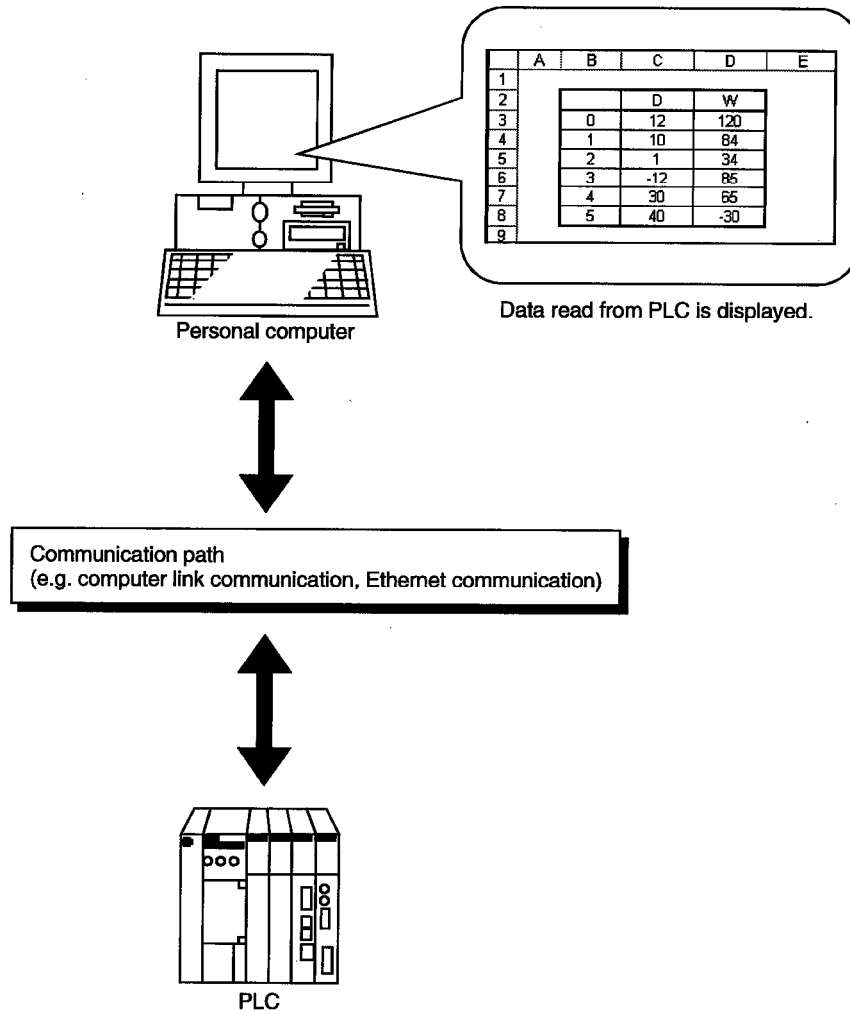 A B C D E
1
2 D W
3 0 12 120
4 1 10 84
5 2 1 34
6 3 -12 85
7 4 30 65
8 5 40 -30
9
Data read from PLC is displayed.
Personal computer
Communication path
(e.g. computer link communication, Ethernet communication)
PLC